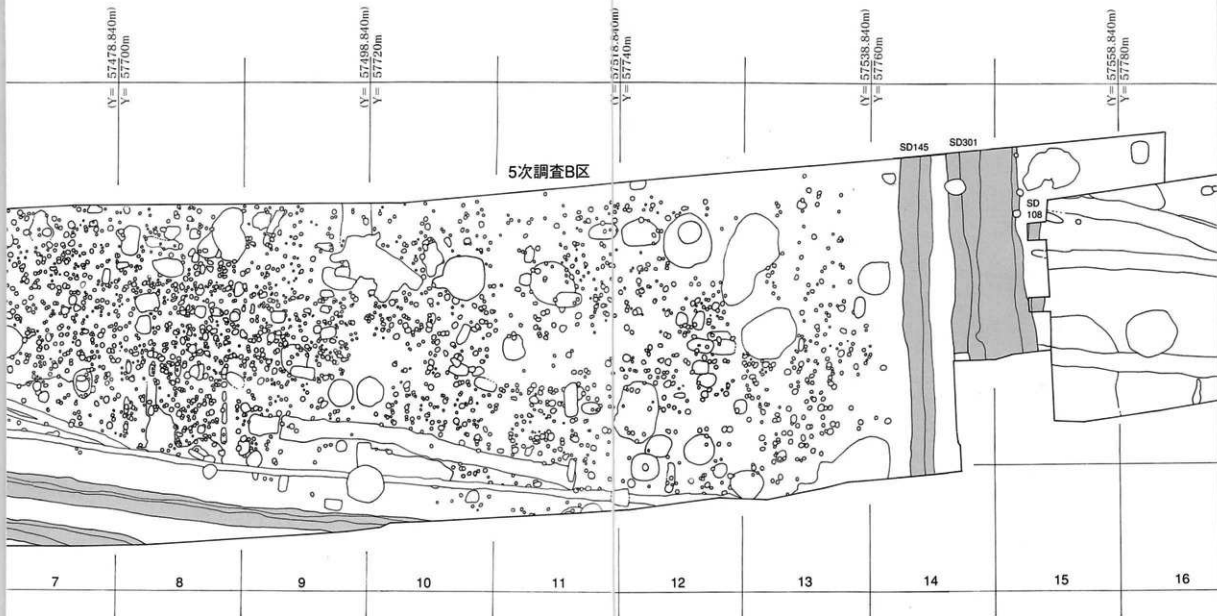 (Y= 57478.840m)
Y= 57700m
(Y= 57498.840m)
Y= 57720m
(Y= 57518.840m)
Y= 57740m
(Y= 57538.840m)
Y= 57760m
(Y= 57558.840m)
Y= 57780m
5次調査B区
SD145
SD301
SD
108
7
8
9
10
11
12
13
14
15
16